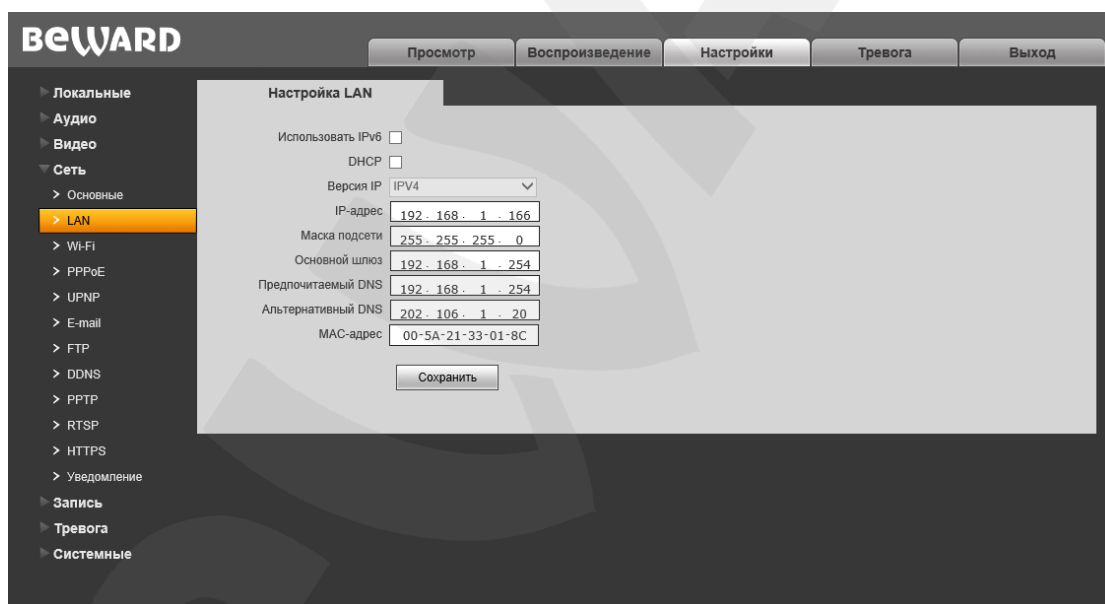 BEWARD
Просмотр Воспроизведение Настройки Тревога Выход
Локальные
Аудио
Видео
Сеть
Основные
LAN
Wi-Fi
PPPoE
UPNP
E-mail
FTP
DDNS
PPTP
RTSP
HTTPS
Уведомление
Запись
Тревога
Системные
Настройка LAN
Использовать IPv6
DHCP
Версия IP IPV4
IP-адрес 192 . 168 . 1 . 166
Маска подсети 255 . 255 . 255 . 0
Основной шлюз 192 . 168 . 1 . 254
Предпочитаемый DNS 192 . 168 . 1 . 254
Альтернативный DNS 202 . 106 . 1 . 20
MAC-адрес 00-5A-21-33-01-8C
Сохранить